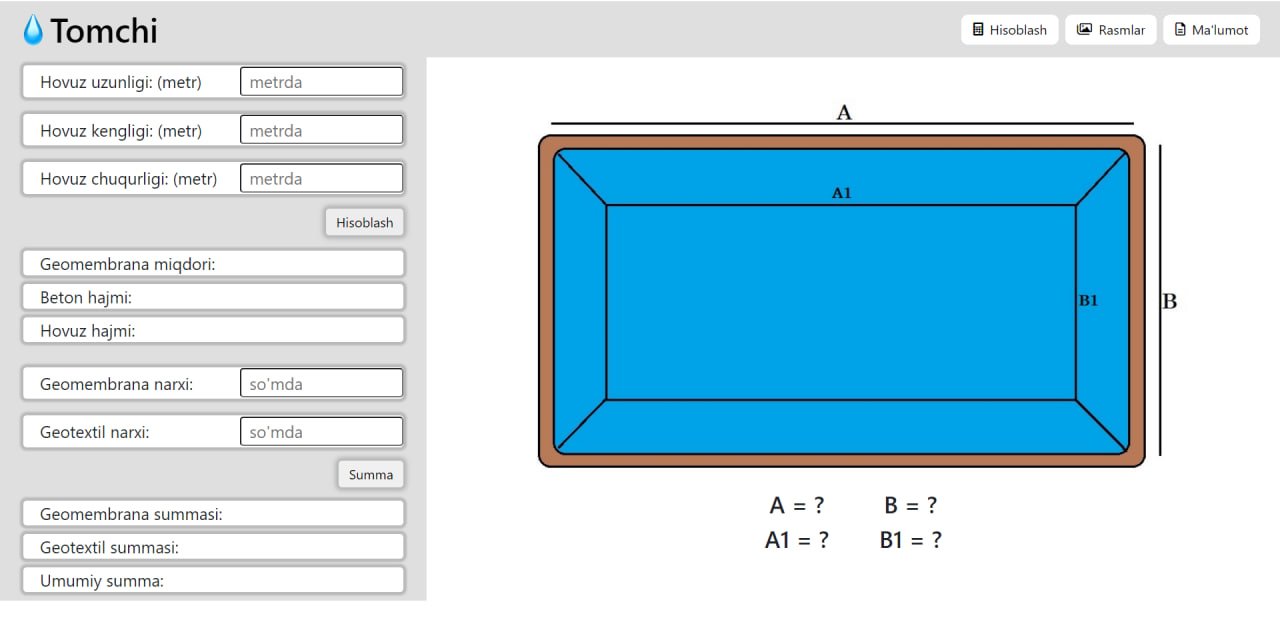 Tomchi
Hisoblash
Rasmlar
Ma'lumot
Hovuz uzunligi: (metr) metrda
Hovuz kengligi: (metr) metrda
Hovuz chuqurligi: (metr) metrda
Hisoblash
Geomembrana miqdori:
Beton hajmi:
Hovuz hajmi:
Geomembrana narxi: so'mda
Geotextil narxi: so'mda
Summa
Geomembrana summasi:
Geotextil summasi:
Umumiy summa:
A
A1
B1
B
A = ? B = ?
A1 = ? B1 = ?